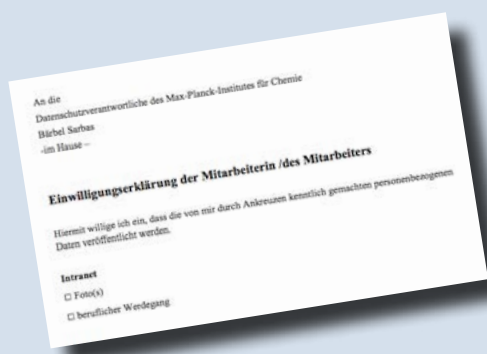 An die
Datenschutzverantwortliche des Max-Planck-Institutes für Chemie
Bärbel Sarbas
-im Hause –
Einwilligungserklärung der Mitarbeiterin /des Mitarbeiters
Hiermit willige ich ein, dass die von mir durch Ankreuzen kenntlich gemachten personenbezogenen
Daten veröffentlicht werden.
Intranet
□ Foto(s)
□ beruflicher Werdegang